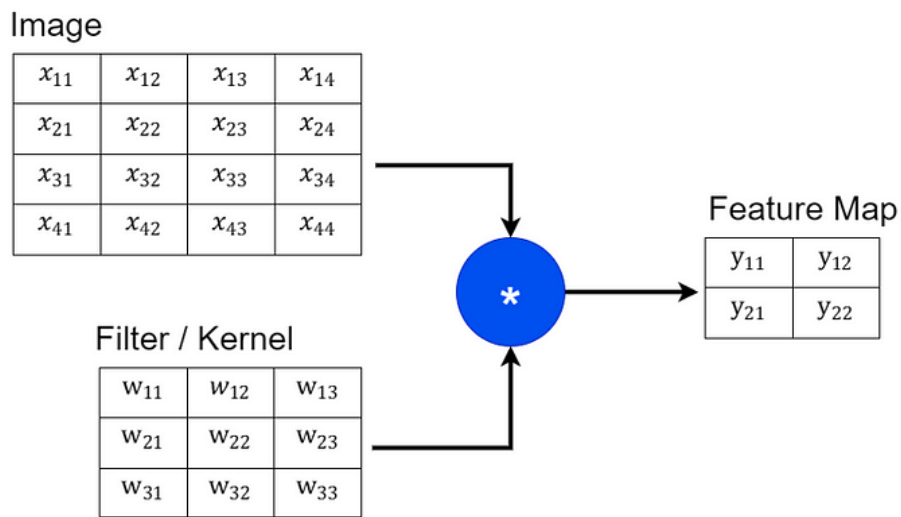 Image
x₁₁ x₁₂ x₁₃ x₁₄
x₂₁ x₂₂ x₂₃ x₂₄
x₃₁ x₃₂ x₃₃ x₃₄
x₄₁ x₄₂ x₄₃ x₄₄
*
Feature Map
y₁₁ y₁₂
y₂₁ y₂₂
Filter / Kernel
w₁₁ w₁₂ w₁₃
w₂₁ w₂₂ w₂₃
w₃₁ w₃₂ w₃₃